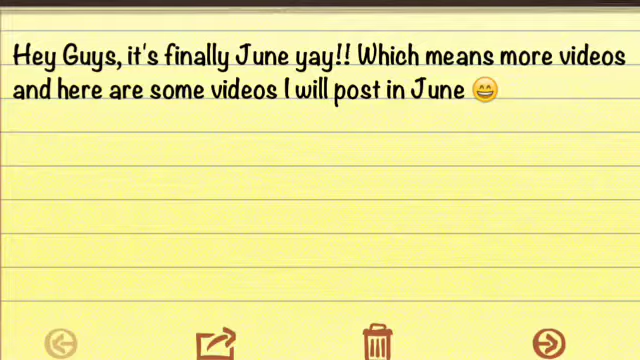 Hey Guys, it's finally June yay!! Which means more videos
and here are some videos I will post in June 😄